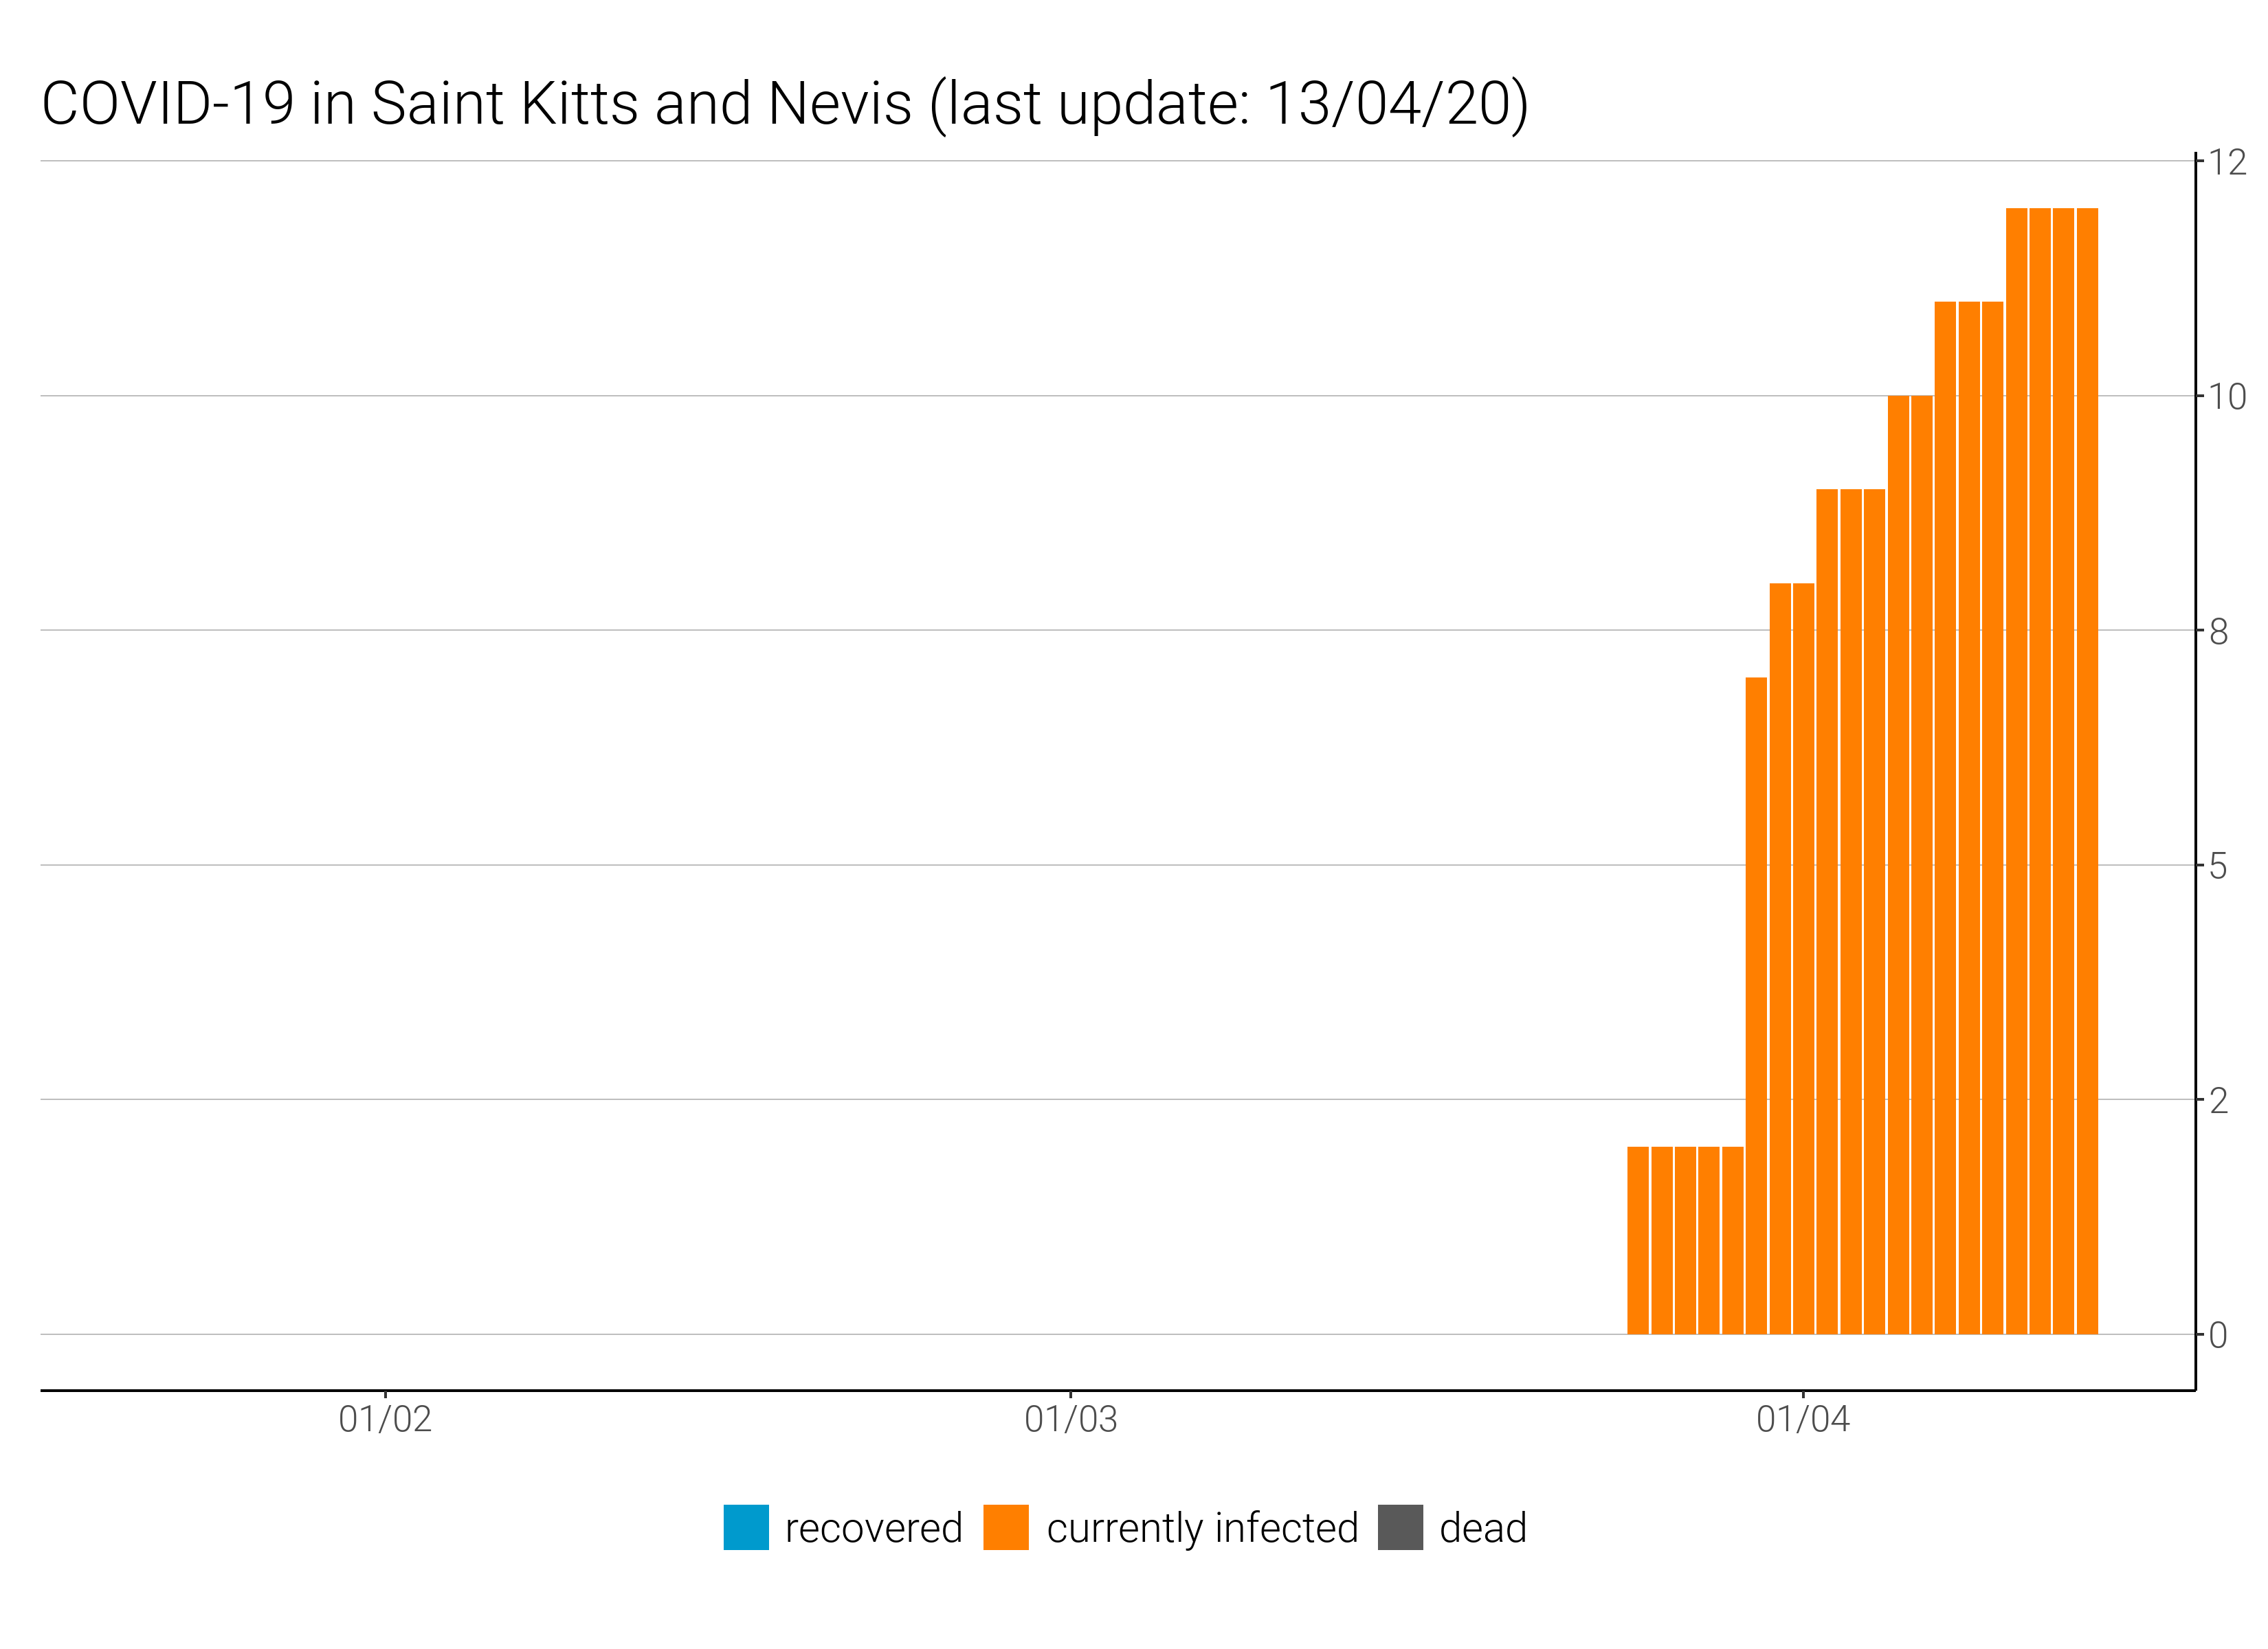 COVID-19 in Saint Kitts and Nevis (last update: 13/04/20)
12
10
8
5
2
0
01/02 01/03 01/04
recovered currently infected dead